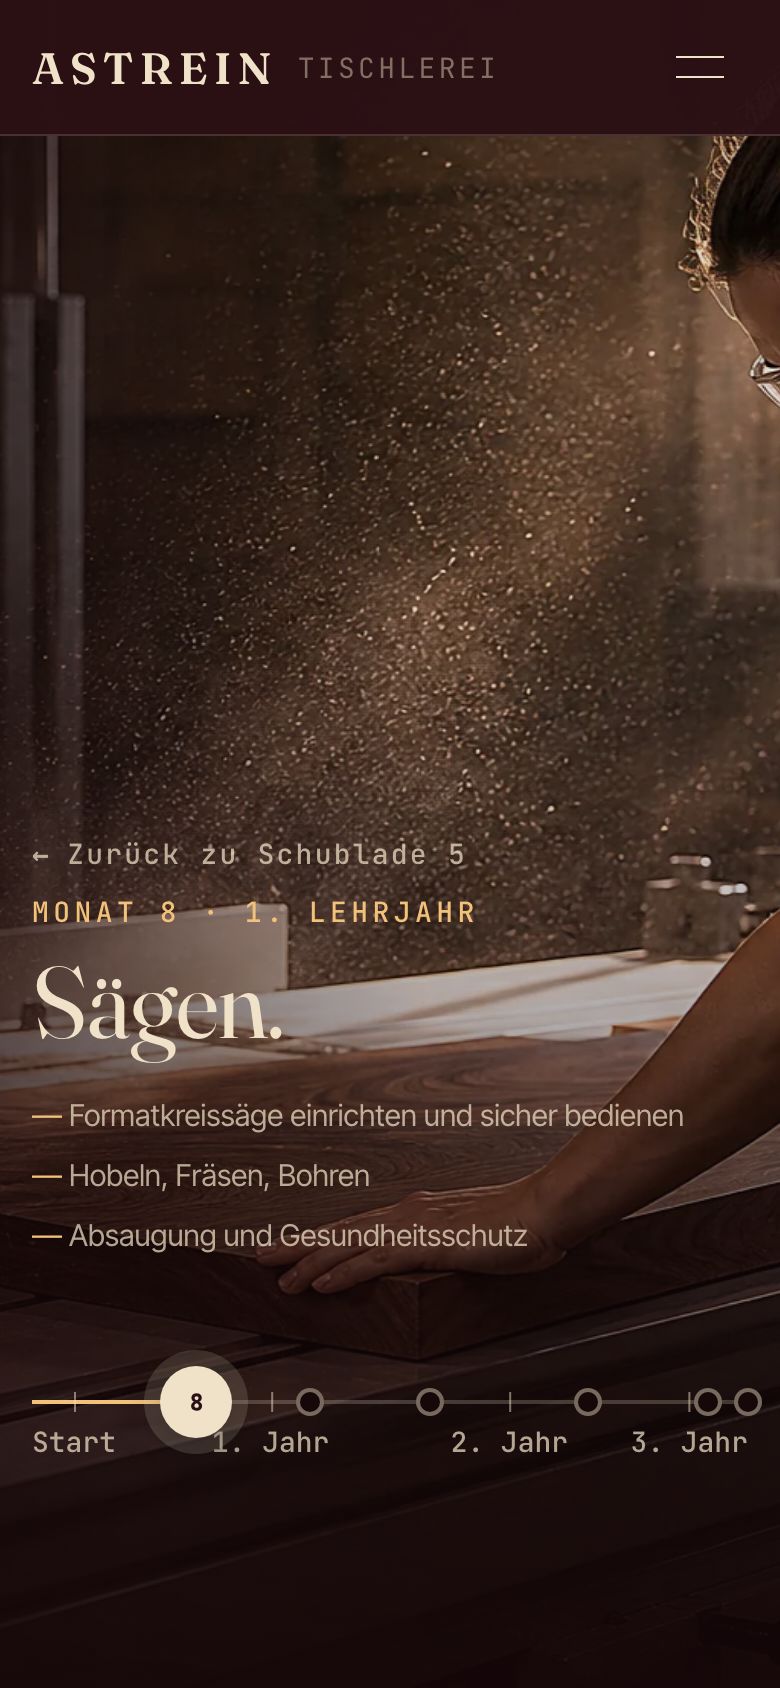 ASTREIN TISCHLEREI
← Zurück zu Schublade 5
MONAT 8 · 1. LEHRJAHR
Sägen.
— Formatkreissäge einrichten und sicher bedienen
— Hobeln, Fräsen, Bohren
— Absaugung und Gesundheitsschutz
8
Start 1. Jahr 2. Jahr 3. Jahr